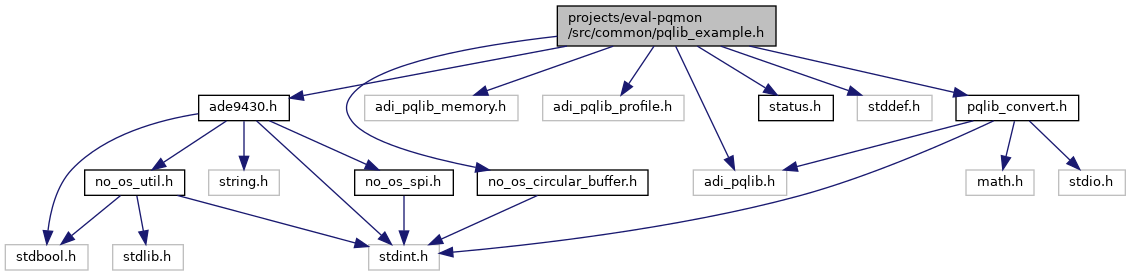 projects/eval-pqmon
/src/common/pqlib_example.h
ade9430.h
adi_pqlib_memory.h
adi_pqlib_profile.h
status.h
stddef.h
pqlib_convert.h
no_os_util.h
string.h
no_os_spi.h
no_os_circular_buffer.h
adi_pqlib.h
math.h
stdio.h
stdbool.h
stdlib.h
stdint.h